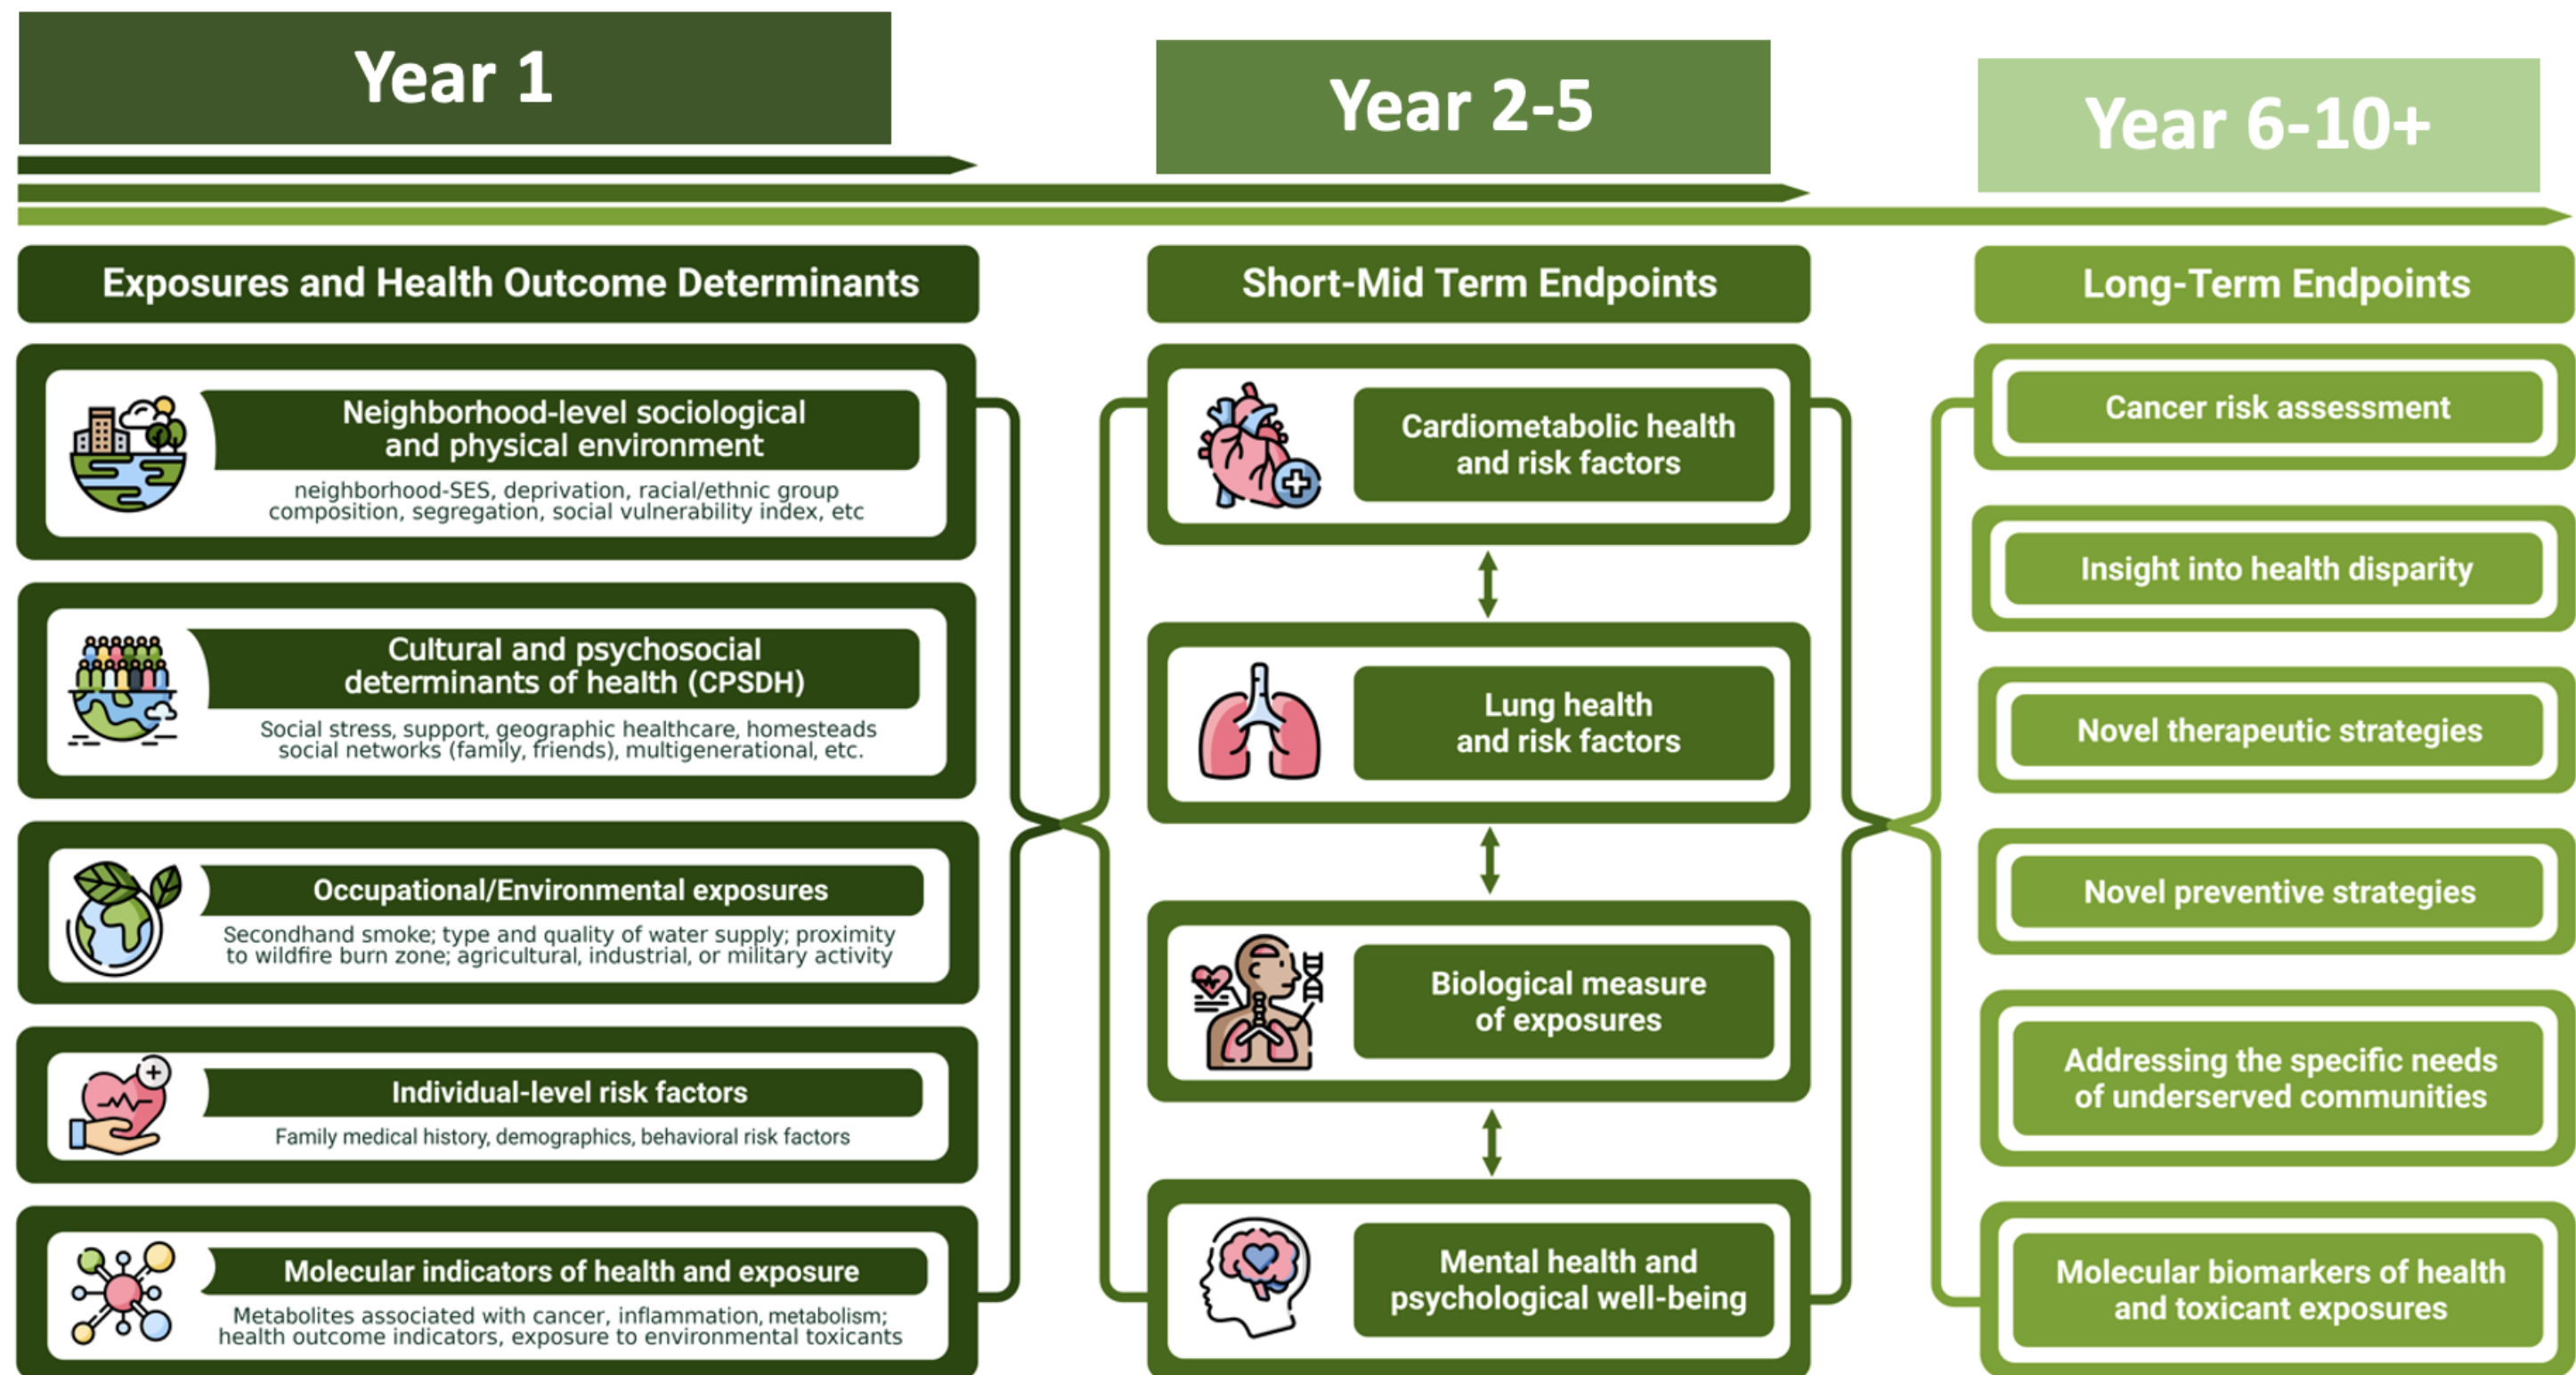 Year 1
Year 2-5
Year 6-10+
Exposures and Health Outcome Determinants
Neighborhood-level sociological
and physical environment
neighborhood-SES, deprivation, racial/ethnic group
composition, segregation, social vulnerability index, etc
Cultural and psychosocial
determinants of health (CPSDH)
Social stress, support, geographic healthcare, homesteads
social networks (family, friends), multigenerational, etc.
Occupational/Environmental exposures
Secondhand smoke; type and quality of water supply; proximity
to wildfire burn zone; agricultural, industrial, or military activity
Individual-level risk factors
Family medical history, demographics, behavioral risk factors
Molecular indicators of health and exposure
Metabolites associated with cancer, inflammation, metabolism;
health outcome indicators, exposure to environmental toxicants
Short-Mid Term Endpoints
Cardiometabolic health
and risk factors
Lung health
and risk factors
Biological measure
of exposures
Mental health and
psychological well-being
Long-Term Endpoints
Cancer risk assessment
Insight into health disparity
Novel therapeutic strategies
Novel preventive strategies
Addressing the specific needs
of underserved communities
Molecular biomarkers of health
and toxicant exposures